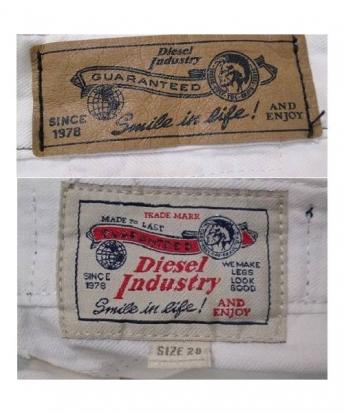 Diesel
Industry
GUARANTEED
SINCE
1978
Smile in life!
AND
ENJOY
TRADE MARK
MADE TO LAST
GUARANTEED
Diesel
Industry
SINCE
1978
WE MAKE
LESS
LOOK
GOOD
Smile in life!
AND
ENJOY
SIZE 28